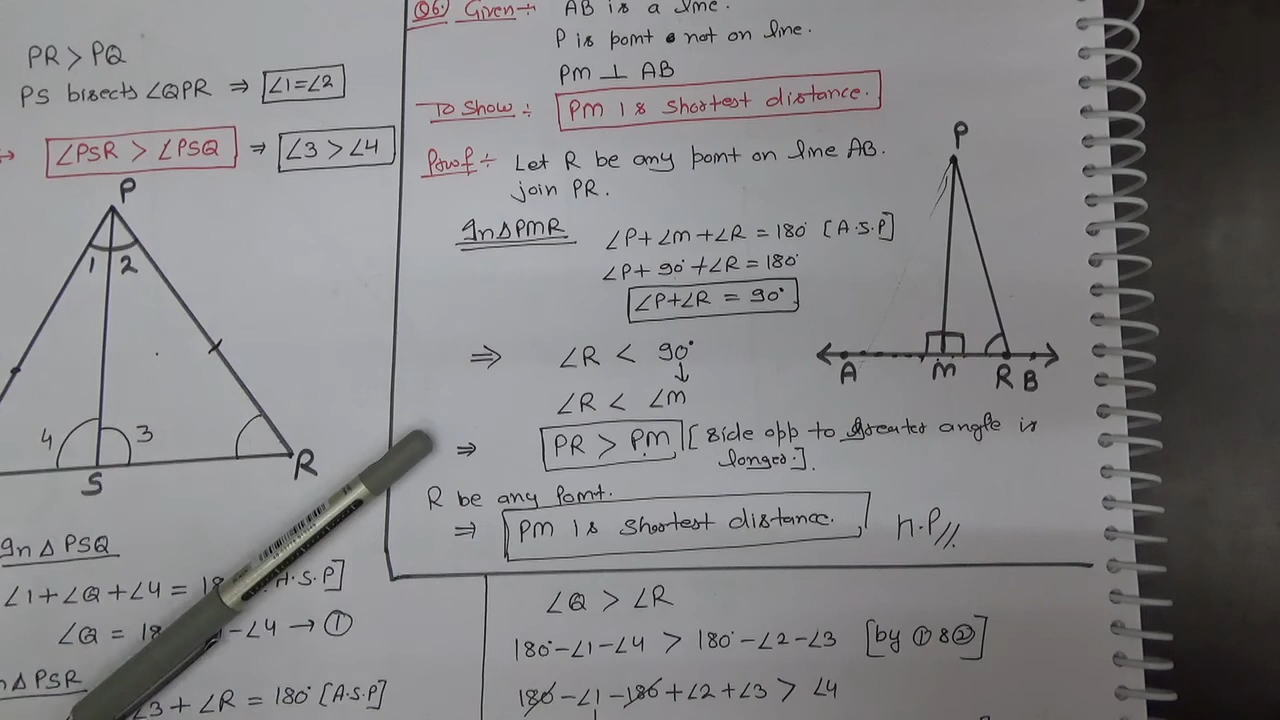 PR > PQ
PS bisects ∠QPR ⇒ ∠1=∠2
∠PSR > ∠PSQ ⇒ ∠3 > ∠4
P
1 2
4 3
S
R
In Δ PSQ
∠1+∠Q+∠4 = 18 A.S.P]
∠Q = 18 -∠4 → ①
Δ PSR
∠3 + ∠R = 180° [A.S.P]
Q6. Given÷ AB is a line.
P is point not on line.
PM ⊥ AB
To Show÷ PM is shortest distance.
Proof÷ Let R be any point on line AB.
join PR.
In Δ PMR ∠P+∠M+∠R = 180° [A.S.P]
∠P+ 90° +∠R = 180°
∠P+∠R = 90°
⇒ ∠R < 90°
↓
∠R < ∠M
⇒ PR > PM [side opp to greater angle is
longer.].
R be any Point.
⇒ PM is shortest distance. H.P//.
P
A M R B
∠Q > ∠R
180°-∠1-∠4 > 180°-∠2-∠3 [by ①&②]
180-∠1-180+∠2+∠3 > ∠4